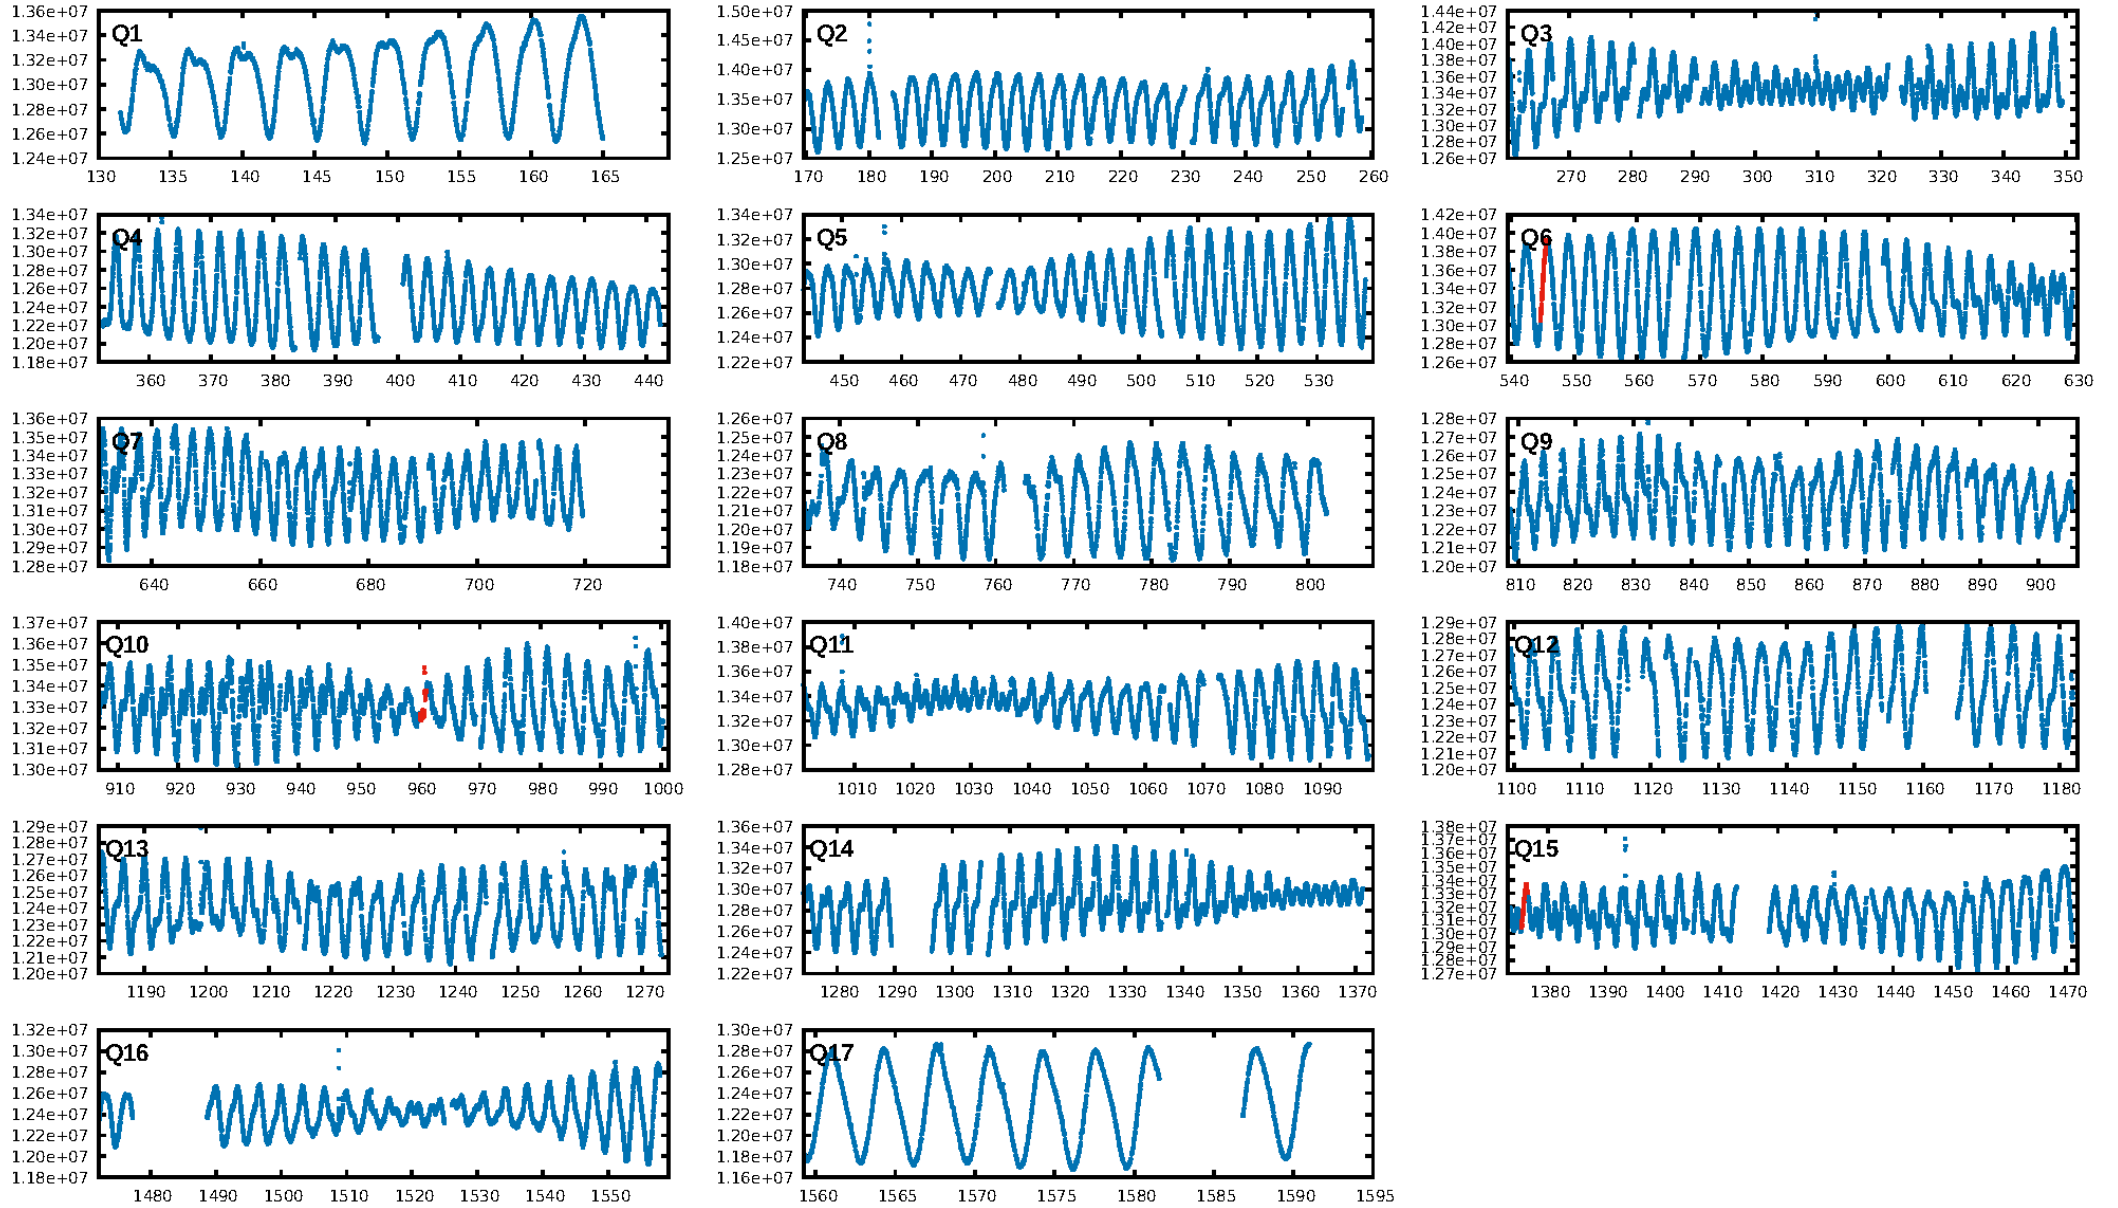 1.36e+07 1.34e+07 1.32e+07 1.30e+07 1.28e+07 1.26e+07 1.24e+07
Q1
130 135 140 145 150 155 160 165
1.50e+07 1.45e+07 1.40e+07 1.35e+07 1.30e+07 1.25e+07
Q2
170 180 190 200 210 220 230 240 250 260
1.44e+07 1.42e+07 1.40e+07 1.38e+07 1.36e+07 1.34e+07 1.32e+07 1.30e+07 1.28e+07 1.26e+07
Q3
270 280 290 300 310 320 330 340 350
1.34e+07 1.32e+07 1.30e+07 1.28e+07 1.26e+07 1.24e+07 1.22e+07 1.20e+07 1.18e+07
Q4
360 370 380 390 400 410 420 430 440
1.34e+07 1.32e+07 1.30e+07 1.28e+07 1.26e+07 1.24e+07 1.22e+07
Q5
450 460 470 480 490 500 510 520 530
1.42e+07 1.40e+07 1.38e+07 1.36e+07 1.34e+07 1.32e+07 1.30e+07 1.28e+07 1.26e+07
Q6
540 550 560 570 580 590 600 610 620 630
1.36e+07 1.35e+07 1.34e+07 1.33e+07 1.32e+07 1.31e+07 1.30e+07 1.29e+07 1.28e+07
Q7
640 660 680 700 720
1.26e+07 1.25e+07 1.24e+07 1.23e+07 1.22e+07 1.21e+07 1.20e+07 1.19e+07 1.18e+07
Q8
740 750 760 770 780 790 800
1.28e+07 1.27e+07 1.26e+07 1.25e+07 1.24e+07 1.23e+07 1.22e+07 1.21e+07 1.20e+07
Q9
810 820 830 840 850 860 870 880 890 900
1.37e+07 1.36e+07 1.35e+07 1.34e+07 1.33e+07 1.32e+07 1.31e+07 1.30e+07
Q10
910 920 930 940 950 960 970 980 990 1000
1.40e+07 1.38e+07 1.36e+07 1.34e+07 1.32e+07 1.30e+07 1.28e+07
Q11
1010 1020 1030 1040 1050 1060 1070 1080 1090
1.29e+07 1.28e+07 1.27e+07 1.26e+07 1.25e+07 1.24e+07 1.23e+07 1.22e+07 1.21e+07 1.20e+07
Q12
1100 1110 1120 1130 1140 1150 1160 1170 1180
1.29e+07 1.28e+07 1.27e+07 1.26e+07 1.25e+07 1.24e+07 1.23e+07 1.22e+07 1.21e+07 1.20e+07
Q13
1190 1200 1210 1220 1230 1240 1250 1260 1270
1.36e+07 1.34e+07 1.32e+07 1.30e+07 1.28e+07 1.26e+07 1.24e+07 1.22e+07
Q14
1280 1290 1300 1310 1320 1330 1340 1350 1360 1370
1.38e+07 1.37e+07 1.36e+07 1.35e+07 1.34e+07 1.33e+07 1.32e+07 1.31e+07 1.30e+07 1.29e+07 1.28e+07 1.27e+07
Q15
1380 1390 1400 1410 1420 1430 1440 1450 1460 1470
1.32e+07 1.30e+07 1.28e+07 1.26e+07 1.24e+07 1.22e+07 1.20e+07 1.18e+07
Q16
1480 1490 1500 1510 1520 1530 1540 1550
1.30e+07 1.28e+07 1.26e+07 1.24e+07 1.22e+07 1.20e+07 1.18e+07 1.16e+07
Q17
1560 1565 1570 1575 1580 1585 1590 1595